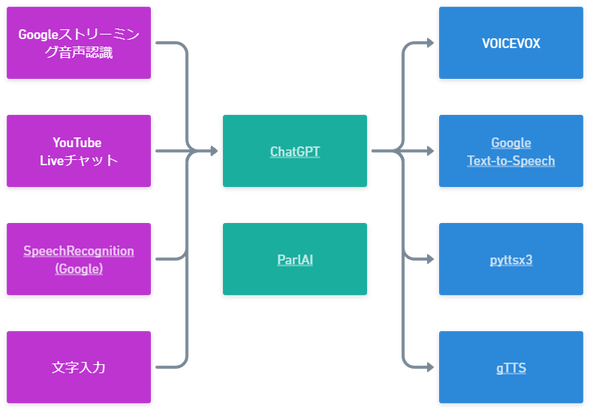 Googleストリーミン
グ音声認識
YouTube
Liveチャット
SpeechRecognition
(Google)
文字入力
ChatGPT
ParlAI
VOICEVOX
Google
Text-to-Speech
pyttsx3
gTTS